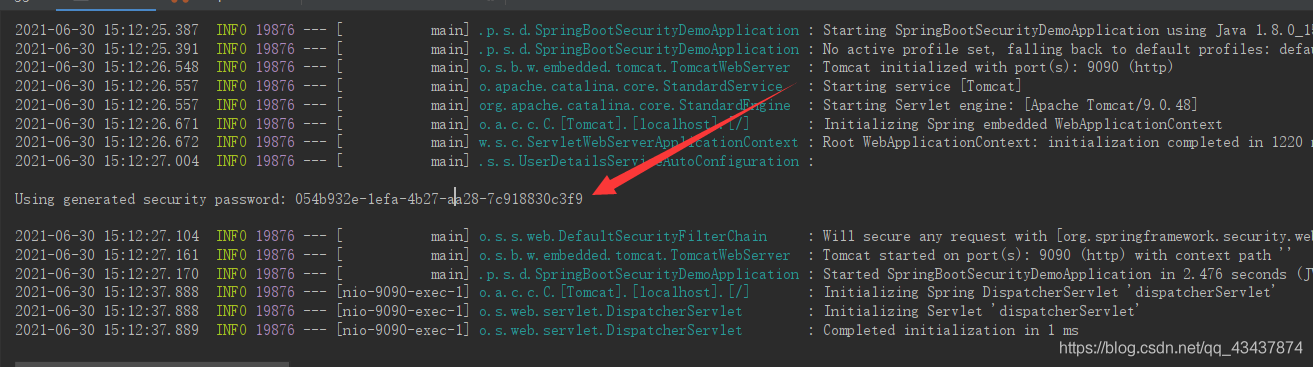 2021-06-30 15:12:25.387  INFO 19876 --- [           main] .p.s.d.SpringBootSecurityDemoApplication : Starting SpringBootSecurityDemoApplication using Java 1.8.0_15
2021-06-30 15:12:25.391  INFO 19876 --- [           main] .p.s.d.SpringBootSecurityDemoApplication : No active profile set, falling back to default profiles: defau
2021-06-30 15:12:26.548  INFO 19876 --- [           main] o.s.b.w.embedded.tomcat.TomcatWebServer  : Tomcat initialized with port(s): 9090 (http)
2021-06-30 15:12:26.557  INFO 19876 --- [           main] o.apache.catalina.core.StandardService   : Starting service [Tomcat]
2021-06-30 15:12:26.557  INFO 19876 --- [           main] org.apache.catalina.core.StandardEngine  : Starting Servlet engine: [Apache Tomcat/9.0.48]
2021-06-30 15:12:26.671  INFO 19876 --- [           main] o.a.c.c.C.[Tomcat].[localhost].[/]       : Initializing Spring embedded WebApplicationContext
2021-06-30 15:12:26.672  INFO 19876 --- [           main] w.s.c.ServletWebServerApplicationContext : Root WebApplicationContext: initialization completed in 1220 m
2021-06-30 15:12:27.004  INFO 19876 --- [           main] .s.s.UserDetailsServiceAutoConfiguration :
Using generated security password: 054b932e-1efa-4b27-aa28-7c918830c3f9
2021-06-30 15:12:27.104  INFO 19876 --- [           main] o.s.s.web.DefaultSecurityFilterChain     : Will secure any request with [org.springframework.security.web
2021-06-30 15:12:27.161  INFO 19876 --- [           main] o.s.b.w.embedded.tomcat.TomcatWebServer  : Tomcat started on port(s): 9090 (http) with context path ''
2021-06-30 15:12:27.170  INFO 19876 --- [           main] .p.s.d.SpringBootSecurityDemoApplication : Started SpringBootSecurityDemoApplication in 2.476 seconds (JV
2021-06-30 15:12:37.888  INFO 19876 --- [nio-9090-exec-1] o.a.c.c.C.[Tomcat].[localhost].[/]       : Initializing Spring DispatcherServlet 'dispatcherServlet'
2021-06-30 15:12:37.888  INFO 19876 --- [nio-9090-exec-1] o.s.web.servlet.DispatcherServlet        : Initializing Servlet 'dispatcherServlet'
2021-06-30 15:12:37.889  INFO 19876 --- [nio-9090-exec-1] o.s.web.servlet.DispatcherServlet        : Completed initialization in 1 ms
https://blog.csdn.net/qq_43437874